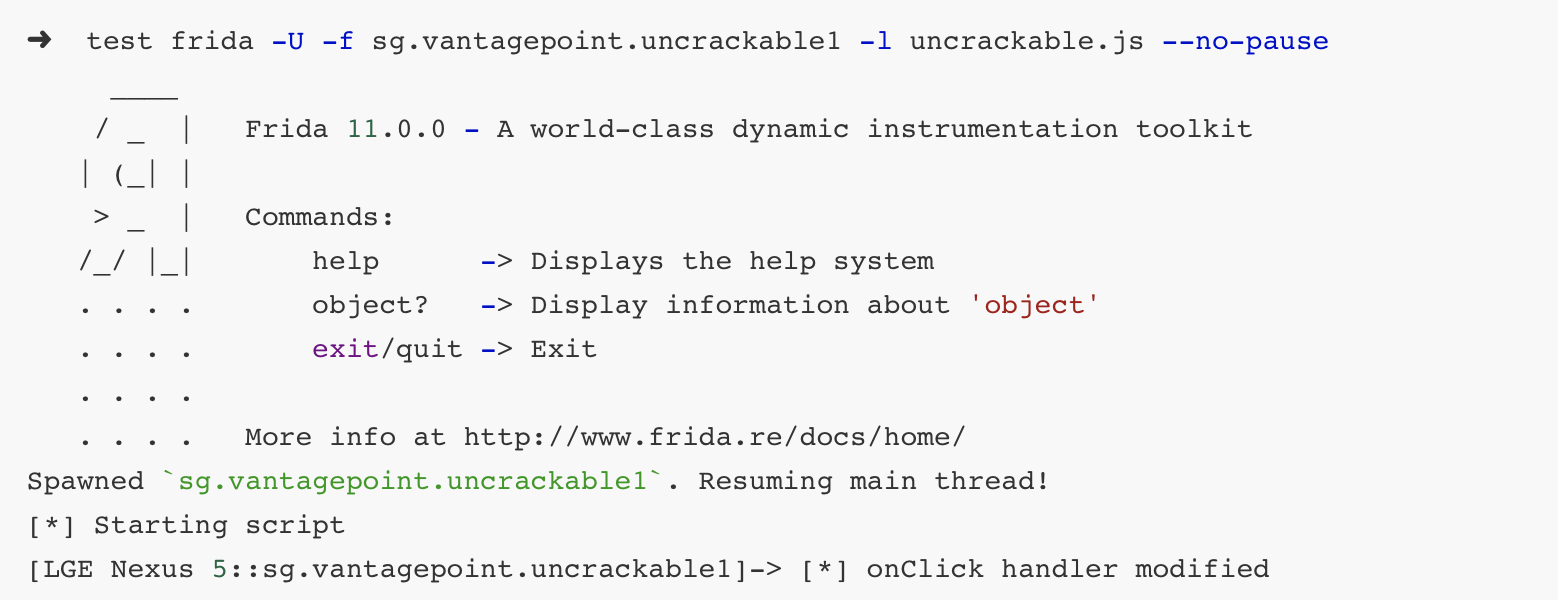 ➜  test frida -U -f sg.vantagepoint.uncrackable1 -l uncrackable.js --no-pause
     ____
    / _  |   Frida 11.0.0 - A world-class dynamic instrumentation toolkit
   | (_| |
    > _  |   Commands:
   /_/ |_|       help      -> Displays the help system
   . . . .       object?   -> Display information about 'object'
   . . . .       exit/quit -> Exit
   . . . .
   . . . .   More info at http://www.frida.re/docs/home/
Spawned `sg.vantagepoint.uncrackable1`. Resuming main thread!
[*] Starting script
[LGE Nexus 5::sg.vantagepoint.uncrackable1]-> [*] onClick handler modified